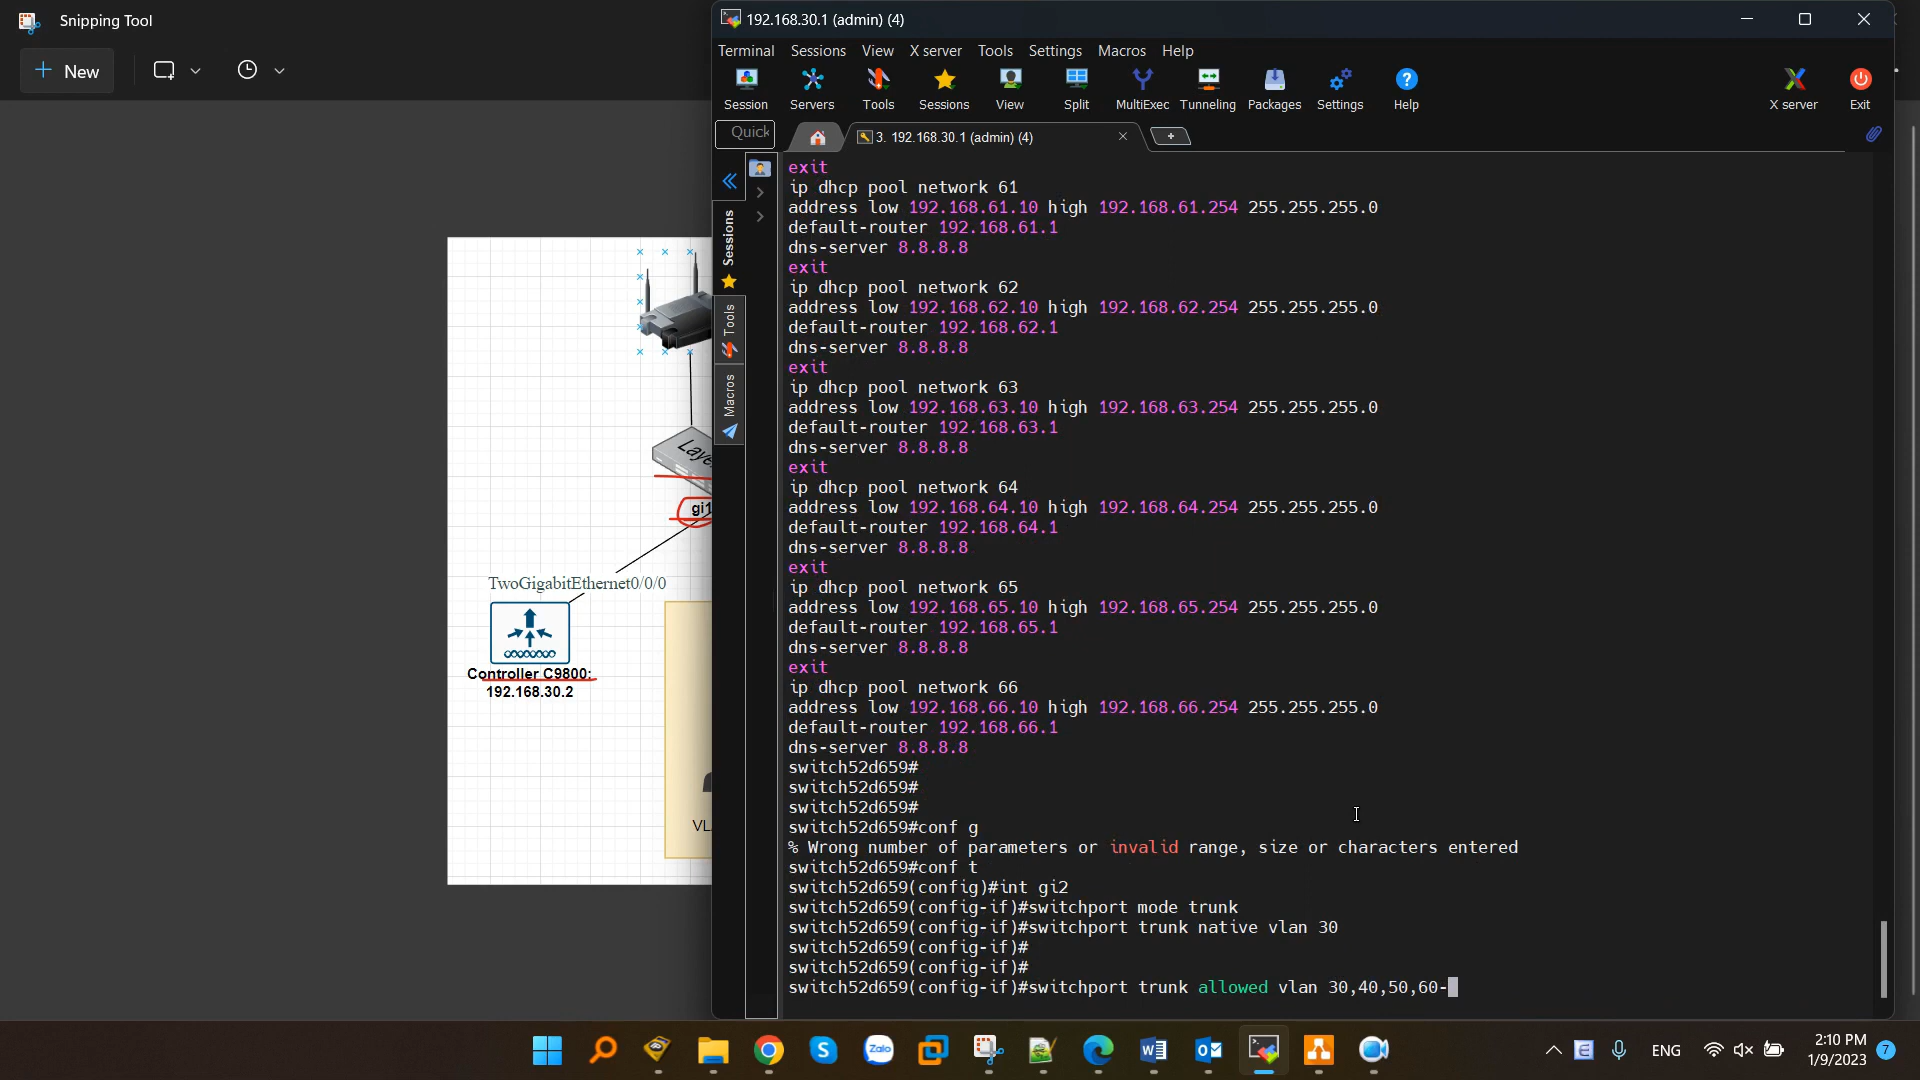 Snipping Tool
New
Laye
gi1
TwoGigabitEthernet0/0/0
Controller C9800:
192.168.30.2
VL
192.168.30.1 (admin) (4)
Terminal Sessions View X server Tools Settings Macros Help
Session Servers Tools Sessions View Split MultiExec Tunneling Packages Settings Help X server Exit
Quick
3. 192.168.30.1 (admin) (4)
Sessions
Tools
Macros
exit
ip dhcp pool network 61
address low 192.168.61.10 high 192.168.61.254 255.255.255.0
default-router 192.168.61.1
dns-server 8.8.8.8
exit
ip dhcp pool network 62
address low 192.168.62.10 high 192.168.62.254 255.255.255.0
default-router 192.168.62.1
dns-server 8.8.8.8
exit
ip dhcp pool network 63
address low 192.168.63.10 high 192.168.63.254 255.255.255.0
default-router 192.168.63.1
dns-server 8.8.8.8
exit
ip dhcp pool network 64
address low 192.168.64.10 high 192.168.64.254 255.255.255.0
default-router 192.168.64.1
dns-server 8.8.8.8
exit
ip dhcp pool network 65
address low 192.168.65.10 high 192.168.65.254 255.255.255.0
default-router 192.168.65.1
dns-server 8.8.8.8
exit
ip dhcp pool network 66
address low 192.168.66.10 high 192.168.66.254 255.255.255.0
default-router 192.168.66.1
dns-server 8.8.8.8
switch52d659#
switch52d659#
switch52d659#
switch52d659#conf g
% Wrong number of parameters or invalid range, size or characters entered
switch52d659#conf t
switch52d659(config)#int gi2
switch52d659(config-if)#switchport mode trunk
switch52d659(config-if)#switchport trunk native vlan 30
switch52d659(config-if)#
switch52d659(config-if)#
switch52d659(config-if)#switchport trunk allowed vlan 30,40,50,60-
Zalo
ENG
2:10 PM
1/9/2023
7